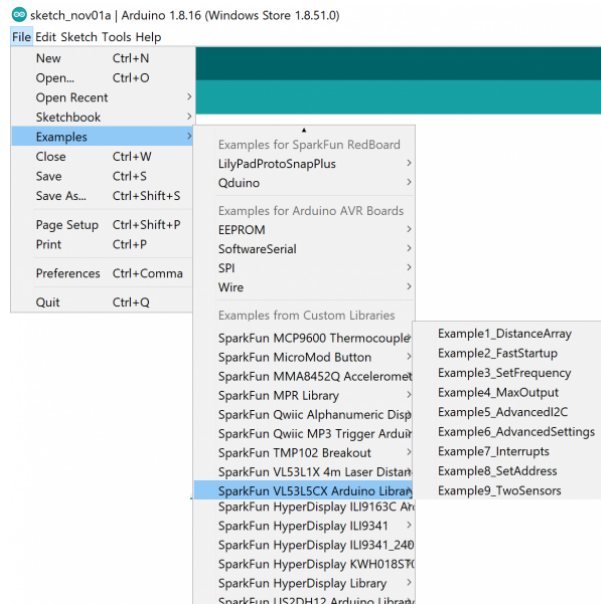 sketch_nov01a | Arduino 1.8.16 (Windows Store 1.8.51.0)
File Edit Sketch Tools Help
New Ctrl+N
Open... Ctrl+O
Open Recent
Sketchbook
Examples
Close Ctrl+W
Save Ctrl+S
Save As... Ctrl+Shift+S
Page Setup Ctrl+Shift+P
Print Ctrl+P
Preferences Ctrl+Comma
Quit Ctrl+Q
Examples for SparkFun RedBoard
LilyPadProtoSnapPlus
Qduino
Examples for Arduino AVR Boards
EEPROM
SoftwareSerial
SPI
Wire
Examples from Custom Libraries
SparkFun MCP9600 Thermocouple
SparkFun MicroMod Button
SparkFun MMA8452Q Acceleromet
SparkFun MPR Library
SparkFun Qwiic Alphanumeric Disp
SparkFun Qwiic MP3 Trigger Arduin
SparkFun TMP102 Breakout
SparkFun VL53L1X 4m Laser Distan
SparkFun VL53L5CX Arduino Library
SparkFun HyperDisplay ILI9163C Ar
SparkFun HyperDisplay ILI9341
SparkFun HyperDisplay ILI9341_240
SparkFun HyperDisplay KWH018ST
SparkFun HyperDisplay Library
SparkFun LIS2DH12 Arduino Library
Example1_DistanceArray
Example2_FastStartup
Example3_SetFrequency
Example4_MaxOutput
Example5_AdvancedI2C
Example6_AdvancedSettings
Example7_Interrupts
Example8_SetAddress
Example9_TwoSensors